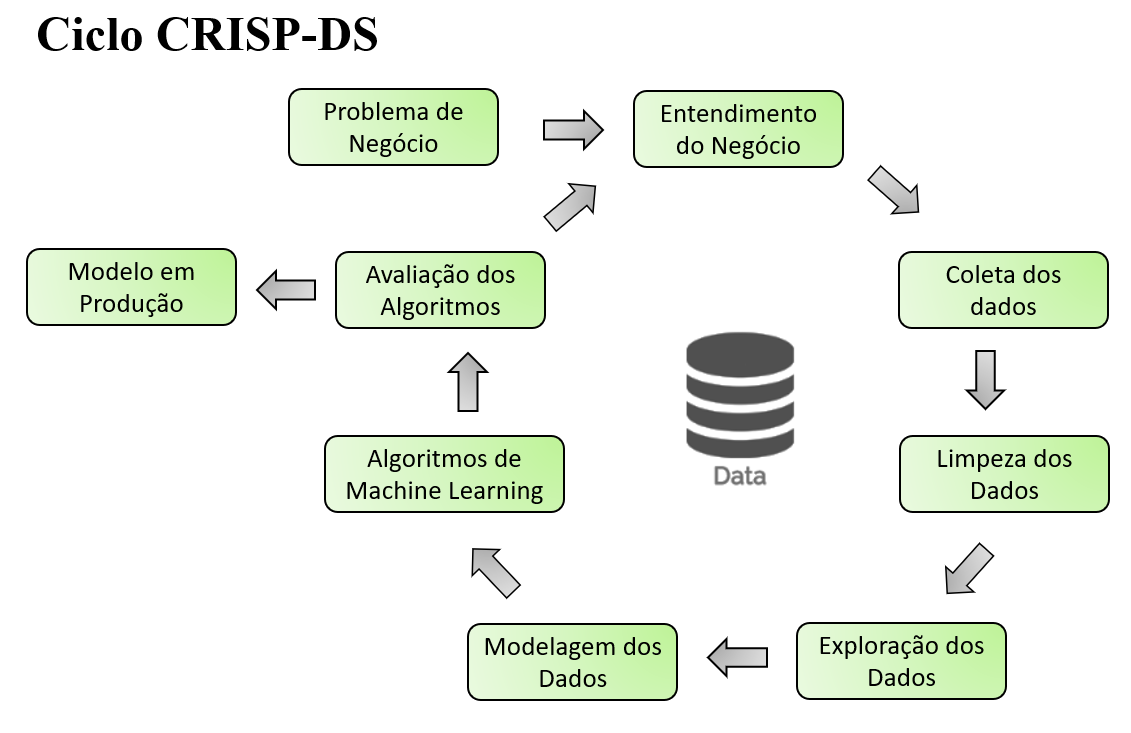 Ciclo CRISP-DS
Problema de
Negócio
Entendimento
do Negócio
Coleta dos
dados
Limpeza dos
Dados
Exploração dos
Dados
Modelagem dos
Dados
Algoritmos de
Machine Learning
Avaliação dos
Algoritmos
Modelo em
Produção
Data